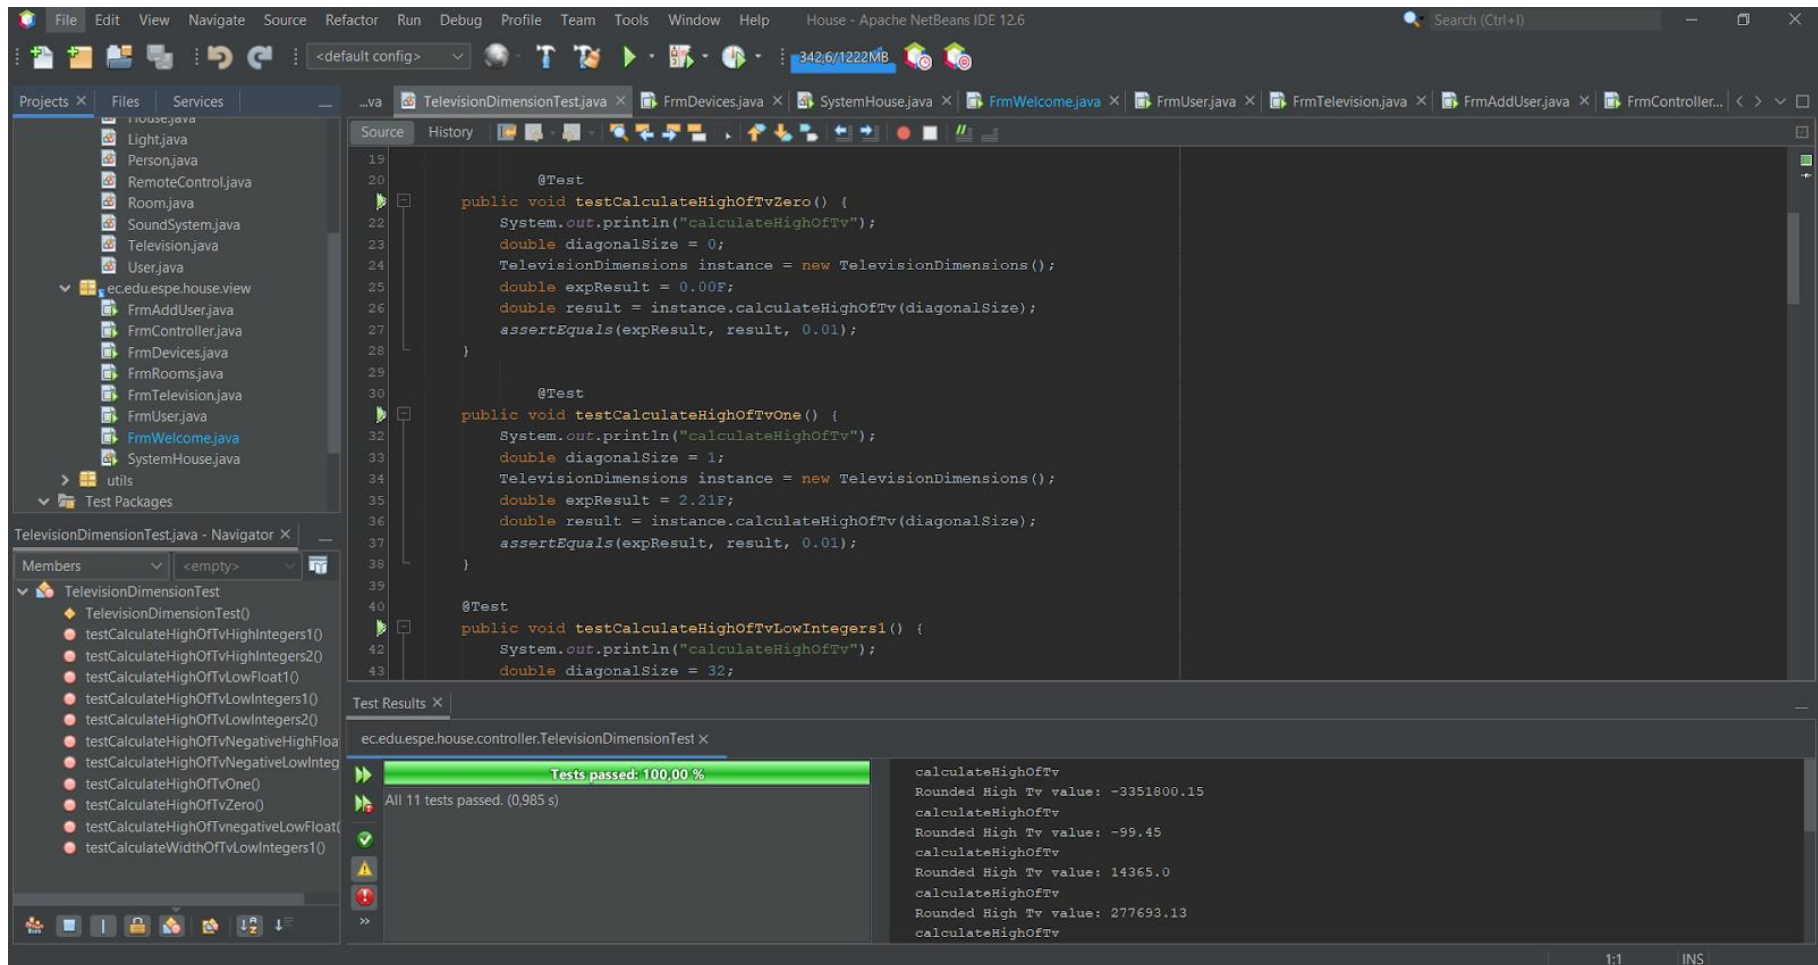 File Edit View Navigate Source Refactor Run Debug Profile Team Tools Window Help House - Apache NetBeans IDE 12.6 Search (Ctrl+I)
<default config> 342,6/1222MB
Projects Files Services
House.java
Light.java
Person.java
RemoteControl.java
Room.java
SoundSystem.java
Television.java
User.java
ec.edu.espe.house.view
FrmAddUser.java
FrmController.java
FrmDevices.java
FrmRooms.java
FrmTelevision.java
FrmUser.java
FrmWelcome.java
SystemHouse.java
utils
Test Packages
TelevisionDimensionTest.java - Navigator
Members <empty>
TelevisionDimensionTest
TelevisionDimensionTest()
testCalculateHighOfTvHighIntegers1()
testCalculateHighOfTvHighIntegers2()
testCalculateHighOfTvLowFloat1()
testCalculateHighOfTvLowIntegers1()
testCalculateHighOfTvLowIntegers2()
testCalculateHighOfTvNegativeHighFloa
testCalculateHighOfTvNegativeLowInteg
testCalculateHighOfTvOne()
testCalculateHighOfTvZero()
testCalculateHighOfTvnegativeLowFloat(
testCalculateWidthOfTvLowIntegers1()
...va TelevisionDimensionTest.java FrmDevices.java SystemHouse.java FrmWelcome.java FrmUser.java FrmTelevision.java FrmAddUser.java FrmController...
Source History
19
20 @Test
public void testCalculateHighOfTvZero() {
22 System.out.println("calculateHighOfTv");
23 double diagonalSize = 0;
24 TelevisionDimensions instance = new TelevisionDimensions();
25 double expResult = 0.00F;
26 double result = instance.calculateHighOfTv(diagonalSize);
27 assertEquals(expResult, result, 0.01);
28 }
29
30 @Test
public void testCalculateHighOfTvOne() {
32 System.out.println("calculateHighOfTv");
33 double diagonalSize = 1;
34 TelevisionDimensions instance = new TelevisionDimensions();
35 double expResult = 2.21F;
36 double result = instance.calculateHighOfTv(diagonalSize);
37 assertEquals(expResult, result, 0.01);
38 }
39
40 @Test
public void testCalculateHighOfTvLowIntegers1() {
42 System.out.println("calculateHighOfTv");
43 double diagonalSize = 32;
Test Results
ec.edu.espe.house.controller.TelevisionDimensionTest
Tests passed: 100,00 %
All 11 tests passed. (0,985 s)
calculateHighOfTv
Rounded High Tv value: -3351800.15
calculateHighOfTv
Rounded High Tv value: -99.45
calculateHighOfTv
Rounded High Tv value: 14365.0
calculateHighOfTv
Rounded High Tv value: 277693.13
calculateHighOfTv
1:1 INS